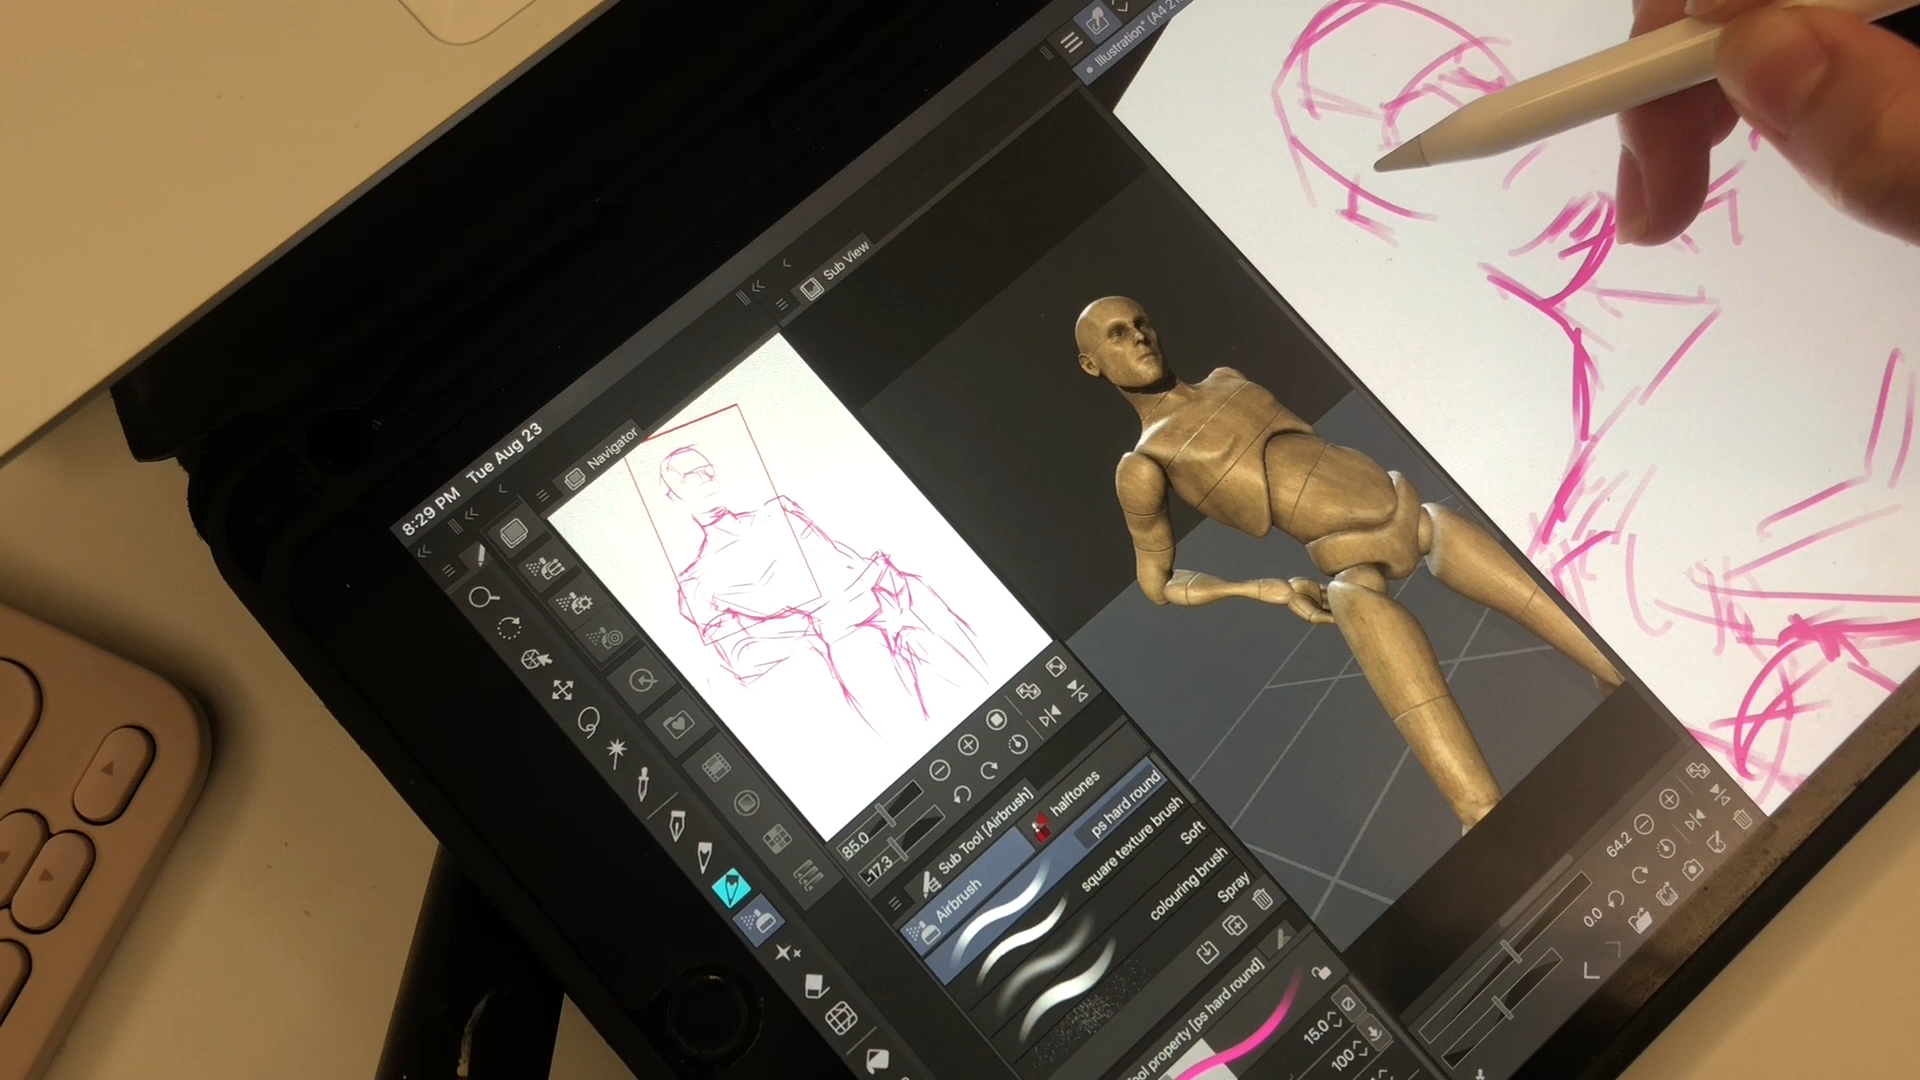 8:29 PM Tue Aug 23
Illustration* (A4
Navigator
Sub View
85.0
-17.3
Sub Tool [Airbrush]
Airbrush
halftones
ps hard round
square texture brush
Soft
colouring brush
Spray
Tool property [ps hard round]
15.0
100
64.2
0.0